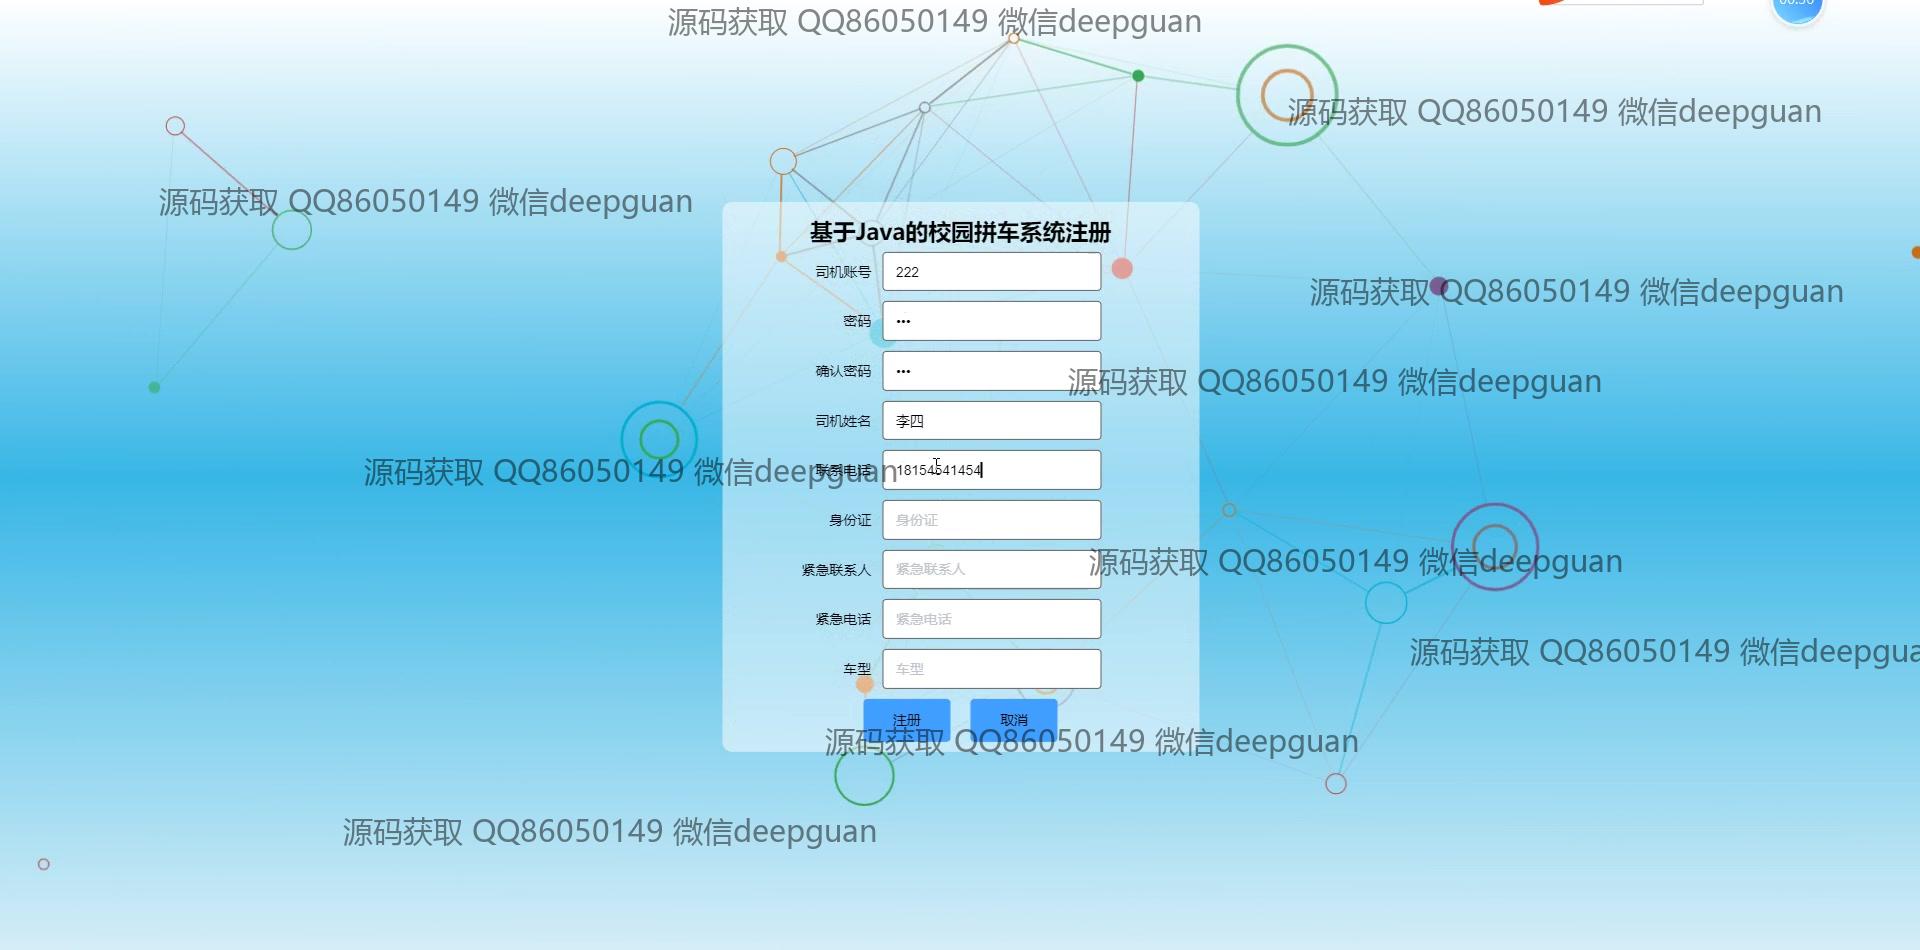 00:30
源码获取 QQ86050149 微信deepguan
源码获取 QQ86050149 微信deepguan
源码获取 QQ86050149 微信deepguan
基于Java的校园拼车系统注册
司机账号 222
源码获取 QQ86050149 微信deepguan
密码 •••
确认密码 •••
源码获取 QQ86050149 微信deepguan
司机姓名 李四
联系电话 18154541454
源码获取 QQ86050149 微信deepguan
身份证 身份证
紧急联系人 紧急联系人
源码获取 QQ86050149 微信deepguan
紧急电话 紧急电话
源码获取 QQ86050149 微信deepgua
车型 车型
注册 取消
源码获取 QQ86050149 微信deepguan
源码获取 QQ86050149 微信deepguan